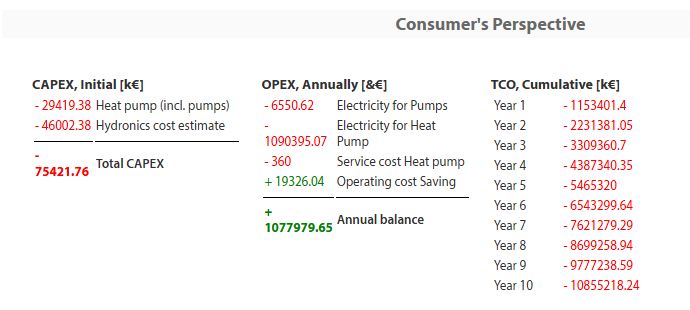 Consumer's Perspective
CAPEX, Initial [k€]
- 29419.38 Heat pump (incl. pumps)
- 46002.38 Hydronics cost estimate
-
75421.76 Total CAPEX
OPEX, Annually [&€]
- 6550.62 Electricity for Pumps
- Electricity for Heat
1090395.07 Pump
- 360 Service cost Heat pump
+ 19326.04 Operating cost Saving
+
1077979.65 Annual balance
TCO, Cumulative [k€]
Year 1 - 1153401.4
Year 2 - 2231381.05
Year 3 - 3309360.7
Year 4 - 4387340.35
Year 5 - 5465320
Year 6 - 6543299.64
Year 7 - 7621279.29
Year 8 - 8699258.94
Year 9 - 9777238.59
Year 10 - 10855218.24